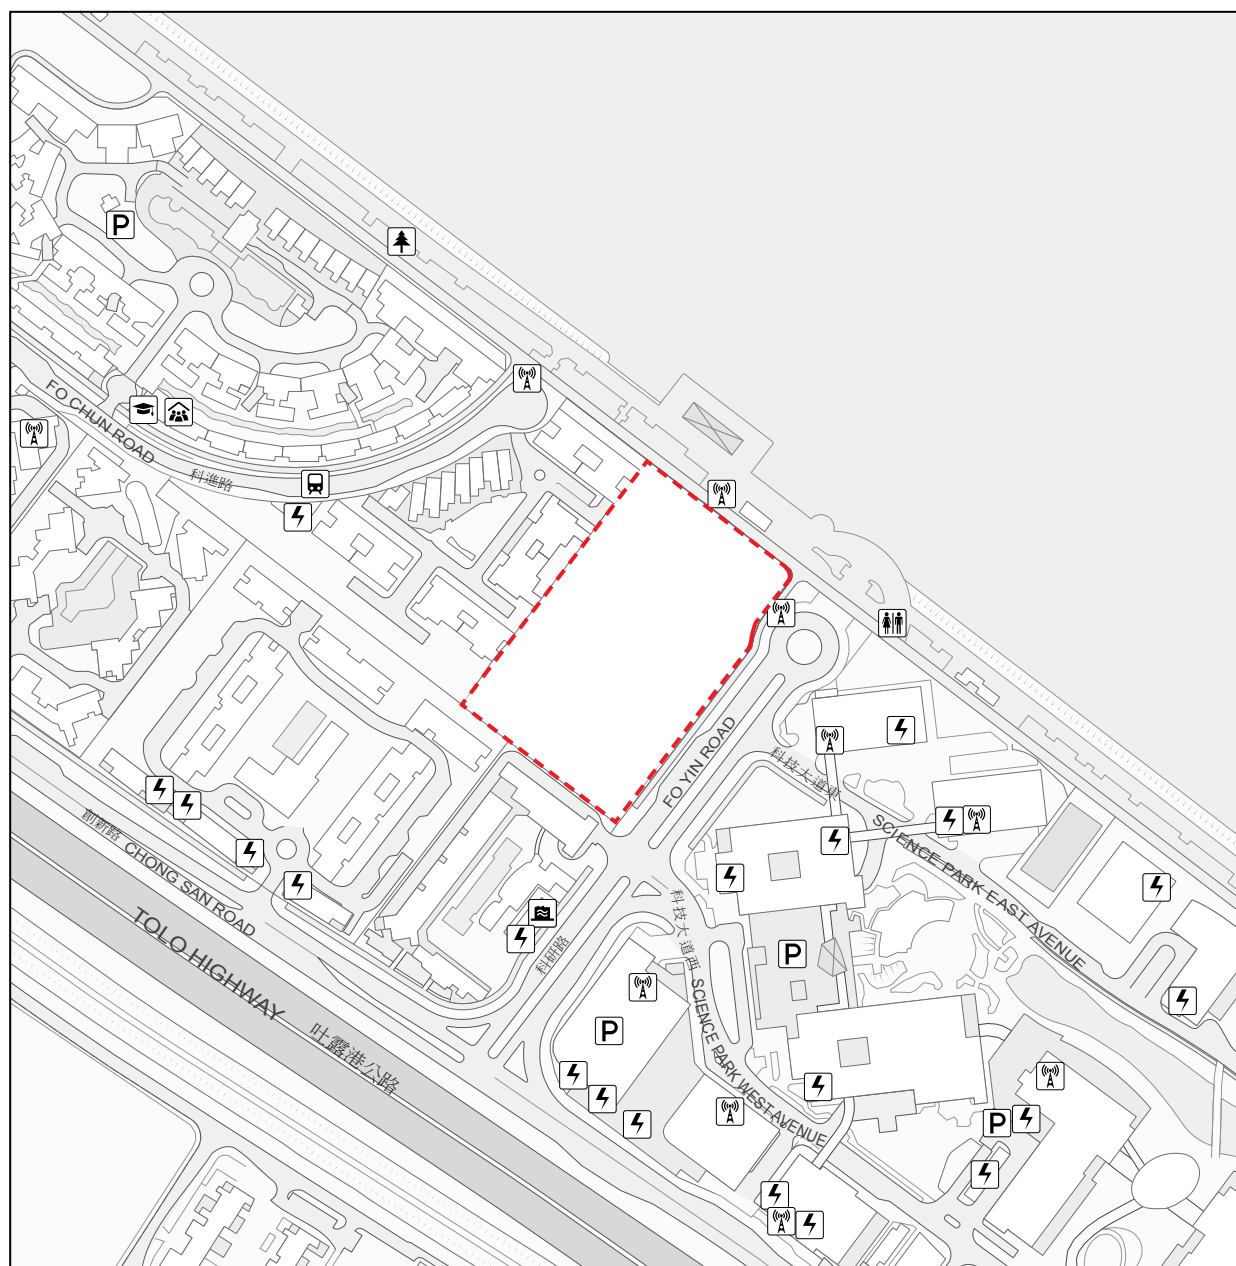 P
FO CHUN ROAD
科進路
FO YIN ROAD
科技大道東
SCIENCE PARK EAST AVENUE
創新路 CHONG SAN ROAD
科研路
科技大道西 SCIENCE PARK WEST AVENUE
P
P
P
TOLO HIGHWAY
吐露港公路